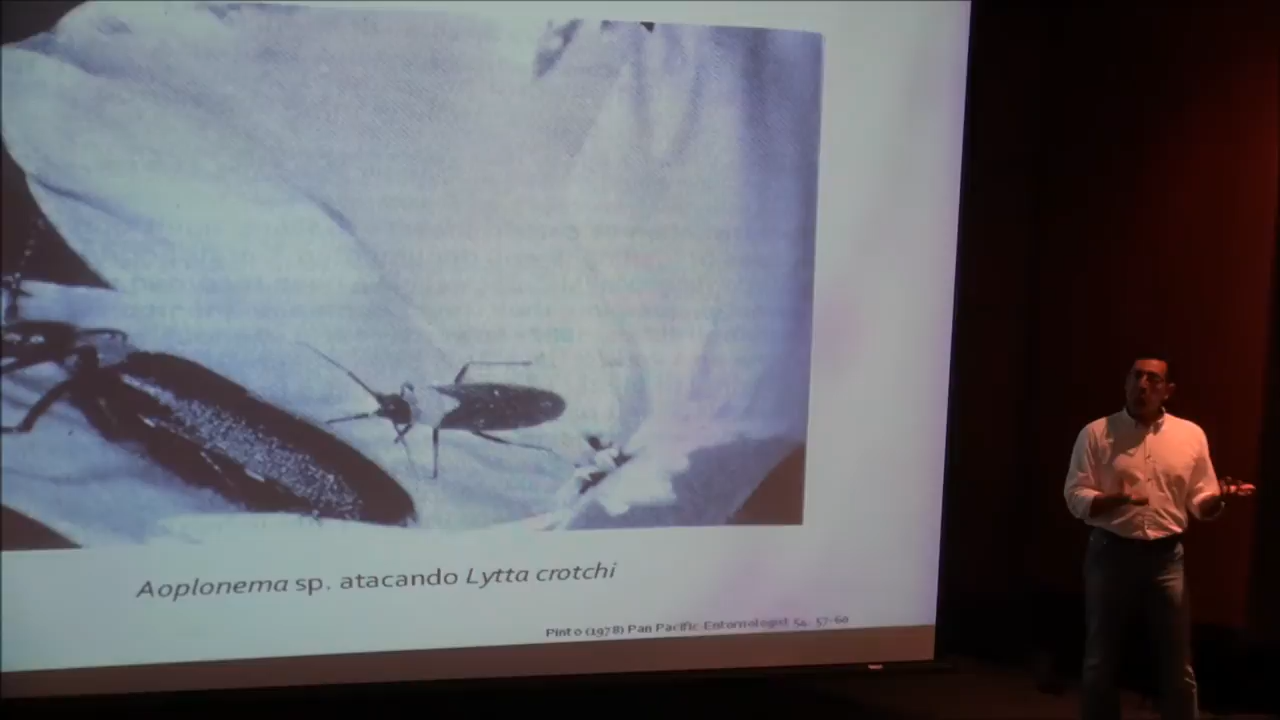 Aoplonema sp. atacando Lytta crotchi
Pinto (1978) Pan Pacific Entomologist 54: 57-60